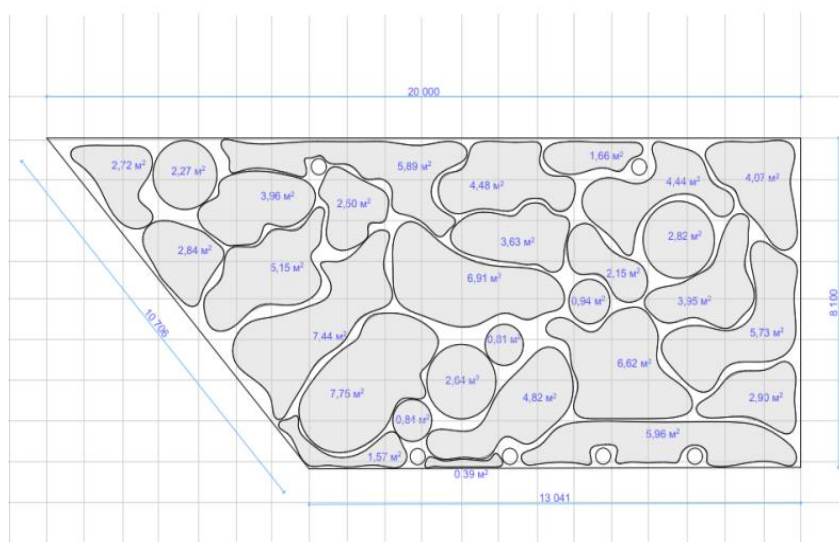 20 000
1,66 м²
2,72 м²
2,27 м²
5,89 м²
4,48 м²
4,44 м²
4,07 м²
3,96 м²
2,50 м²
2,84 м²
3,63 м²
2,82 м²
5,15 м²
6,91 м²
2,15 м²
0,94 м²
3,95 м²
8 100
10 706
7,44 м²
0,81 м²
5,73 м²
6,62 м²
7,75 м²
2,64 м²
4,82 м²
2,90 м²
0,84 м²
5,96 м²
1,57 м²
0,39 м²
13 041